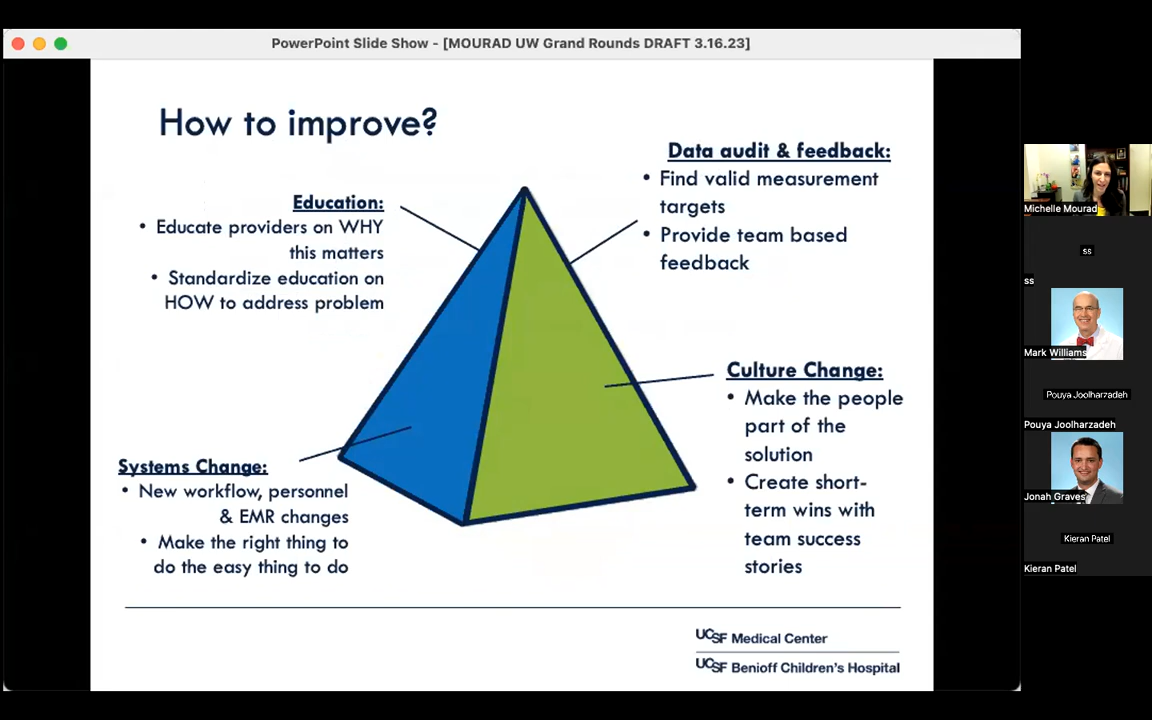 PowerPoint Slide Show - [MOURAD UW Grand Rounds DRAFT 3.16.23]
How to improve?
Education:
• Educate providers on WHY
this matters
• Standardize education on
HOW to address problem
Data audit & feedback:
• Find valid measurement
targets
• Provide team based
feedback
Systems Change:
• New workflow, personnel
& EMR changes
• Make the right thing to
do the easy thing to do
Culture Change:
• Make the people
part of the
solution
• Create short-
term wins with
team success
stories
UCSF Medical Center
UCSF Benioff Children's Hospital
Michelle Mourad
ss
ss
Mark Williams
Pouya Joolharzadeh
Pouya Joolharzadeh
Jonah Graves
Kieran Patel
Kieran Patel